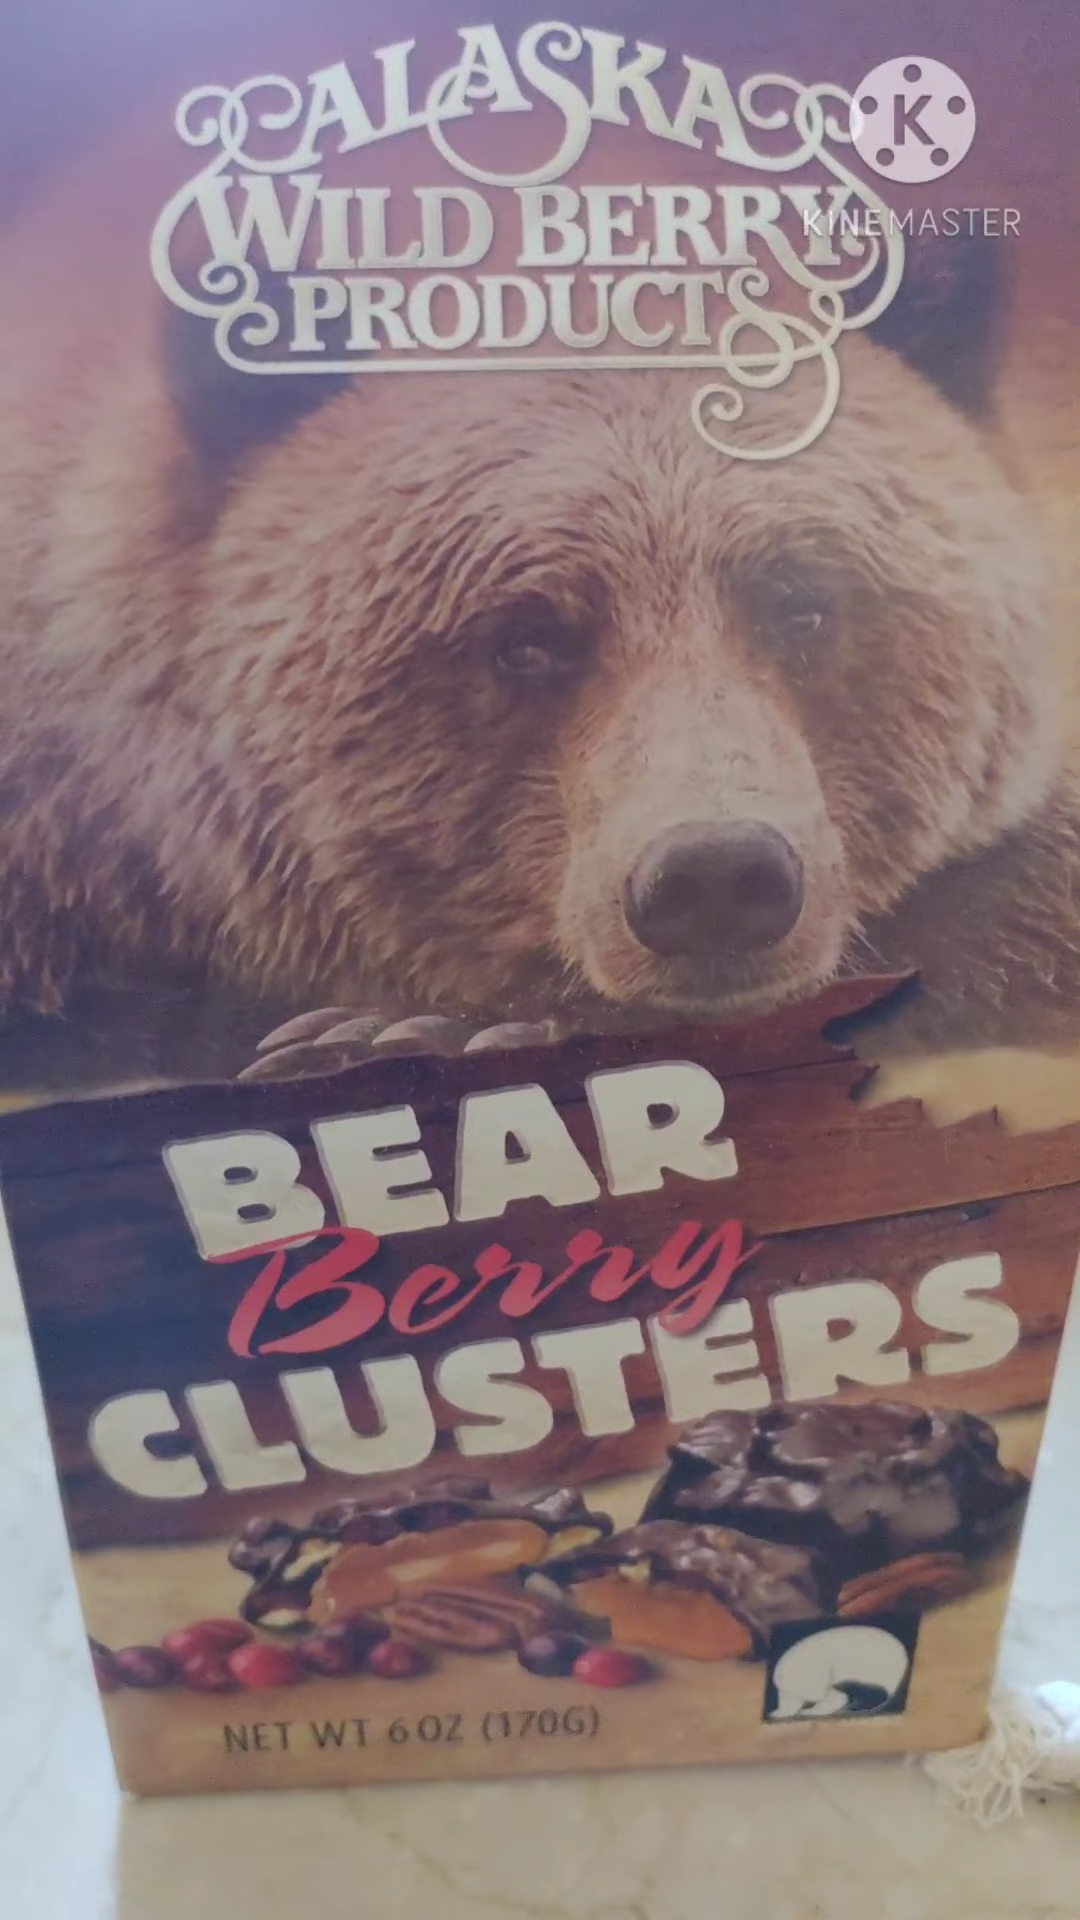 ALASKA
WILD BERRY
PRODUCTS
K
KINEMASTER
BEAR
Berry
CLUSTERS
NET WT 6 OZ (170G)